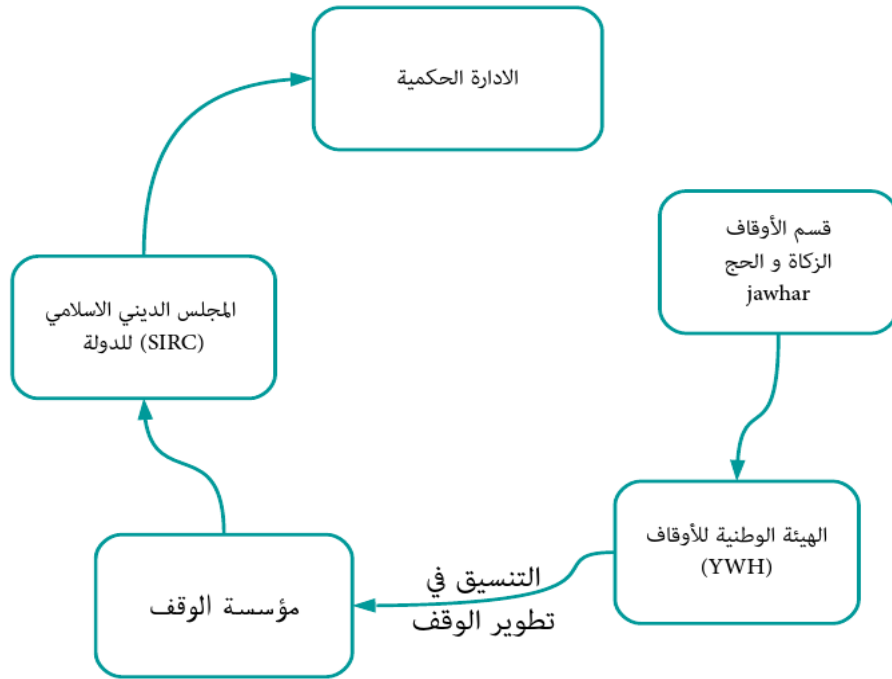 الادارة الحكمية
قسم الأوقاف
الزكاة و الحج
jawhar
المجلس الديني الاسلامي
للدولة (SIRC)
الهيئة الوطنية للأوقاف
(YWH)
التنسيق في
تطوير الوقف
مؤسسة الوقف